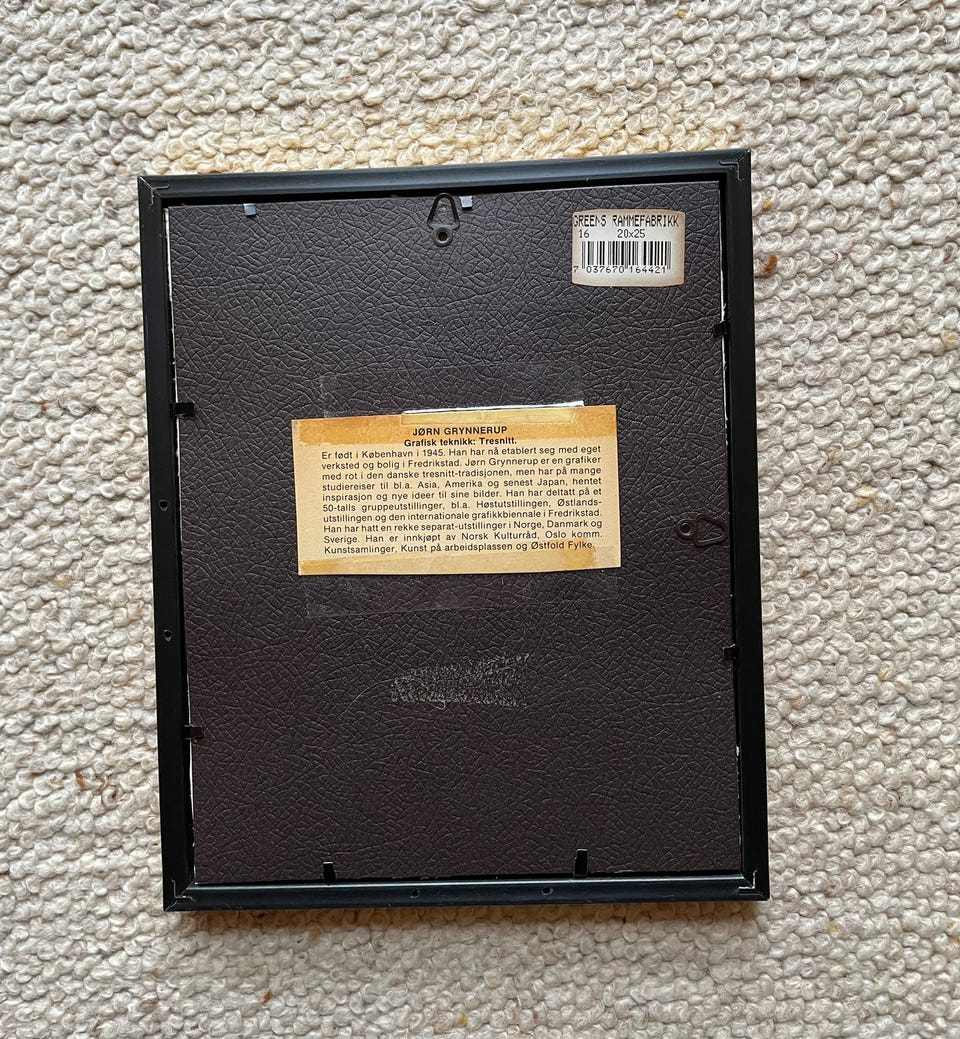 GREENS RAMMEFABRIKK
16 20x25
7 037670 164421
JØRN GRYNNERUP
Grafisk teknikk: Tresnitt.
Er født i København i 1945. Han har nå etablert seg med eget
verksted og bolig i Fredrikstad. Jørn Grynnerup er en grafiker
med rot i den danske tresnitt-tradisjonen, men har på mange
studiereiser til bl.a. Asia, Amerika og senest Japan, hentet
inspirasjon og nye ideer til sine bilder. Han har deltatt på et
50-talls gruppeutstillinger, bl.a. Høstutstillingen, Østlands-
utstillingen og den internationale grafikkbiennale i Fredrikstad.
Han har hatt en rekke separat-utstillinger i Norge, Danmark og
Sverige. Han er innkjøpt av Norsk Kulturråd, Oslo komm.
Kunstsamlinger, Kunst på arbeidsplassen og Østfold Fylke.